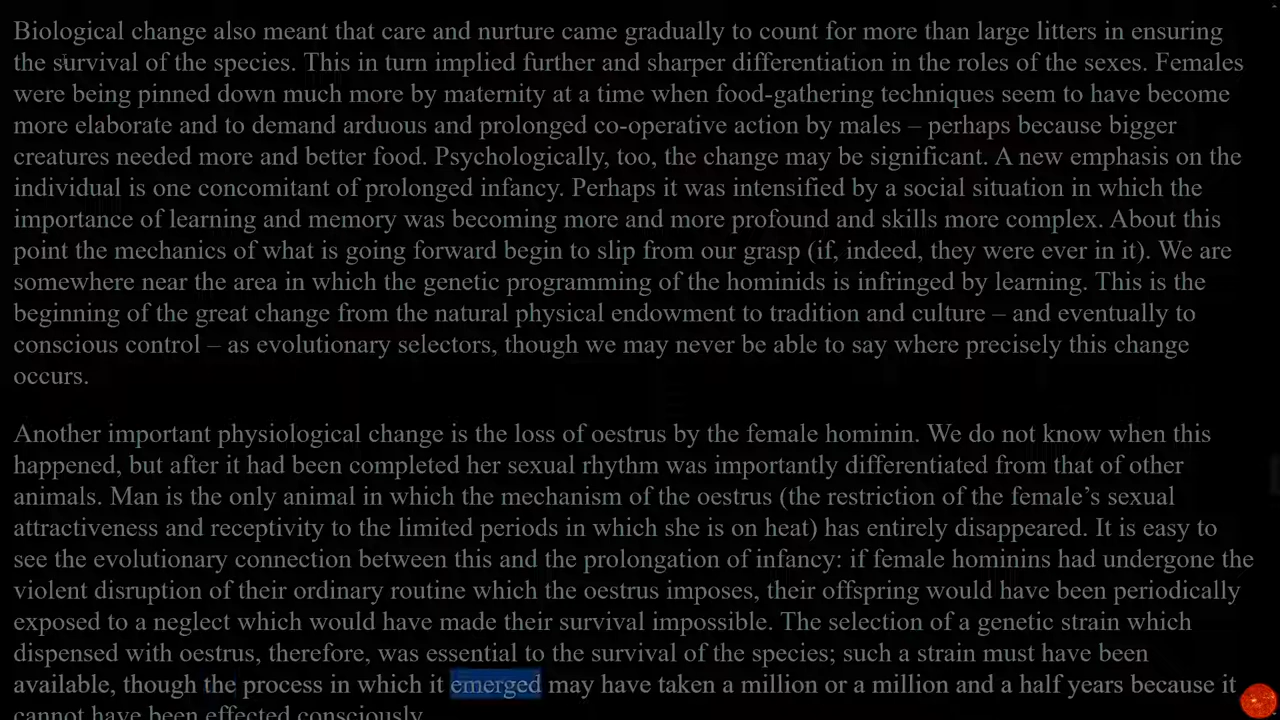 Biological change also meant that care and nurture came gradually to count for more than large litters in ensuring
the survival of the species. This in turn implied further and sharper differentiation in the roles of the sexes. Females
were being pinned down much more by maternity at a time when food-gathering techniques seem to have become
more elaborate and to demand arduous and prolonged co-operative action by males – perhaps because bigger
creatures needed more and better food. Psychologically, too, the change may be significant. A new emphasis on the
individual is one concomitant of prolonged infancy. Perhaps it was intensified by a social situation in which the
importance of learning and memory was becoming more and more profound and skills more complex. About this
point the mechanics of what is going forward begin to slip from our grasp (if, indeed, they were ever in it). We are
somewhere near the area in which the genetic programming of the hominids is infringed by learning. This is the
beginning of the great change from the natural physical endowment to tradition and culture – and eventually to
conscious control – as evolutionary selectors, though we may never be able to say where precisely this change
occurs.
Another important physiological change is the loss of oestrus by the female hominin. We do not know when this
happened, but after it had been completed her sexual rhythm was importantly differentiated from that of other
animals. Man is the only animal in which the mechanism of the oestrus (the restriction of the female’s sexual
attractiveness and receptivity to the limited periods in which she is on heat) has entirely disappeared. It is easy to
see the evolutionary connection between this and the prolongation of infancy: if female hominins had undergone the
violent disruption of their ordinary routine which the oestrus imposes, their offspring would have been periodically
exposed to a neglect which would have made their survival impossible. The selection of a genetic strain which
dispensed with oestrus, therefore, was essential to the survival of the species; such a strain must have been
available, though the process in which it emerged may have taken a million or a million and a half years because it
cannot have been effected consciously.